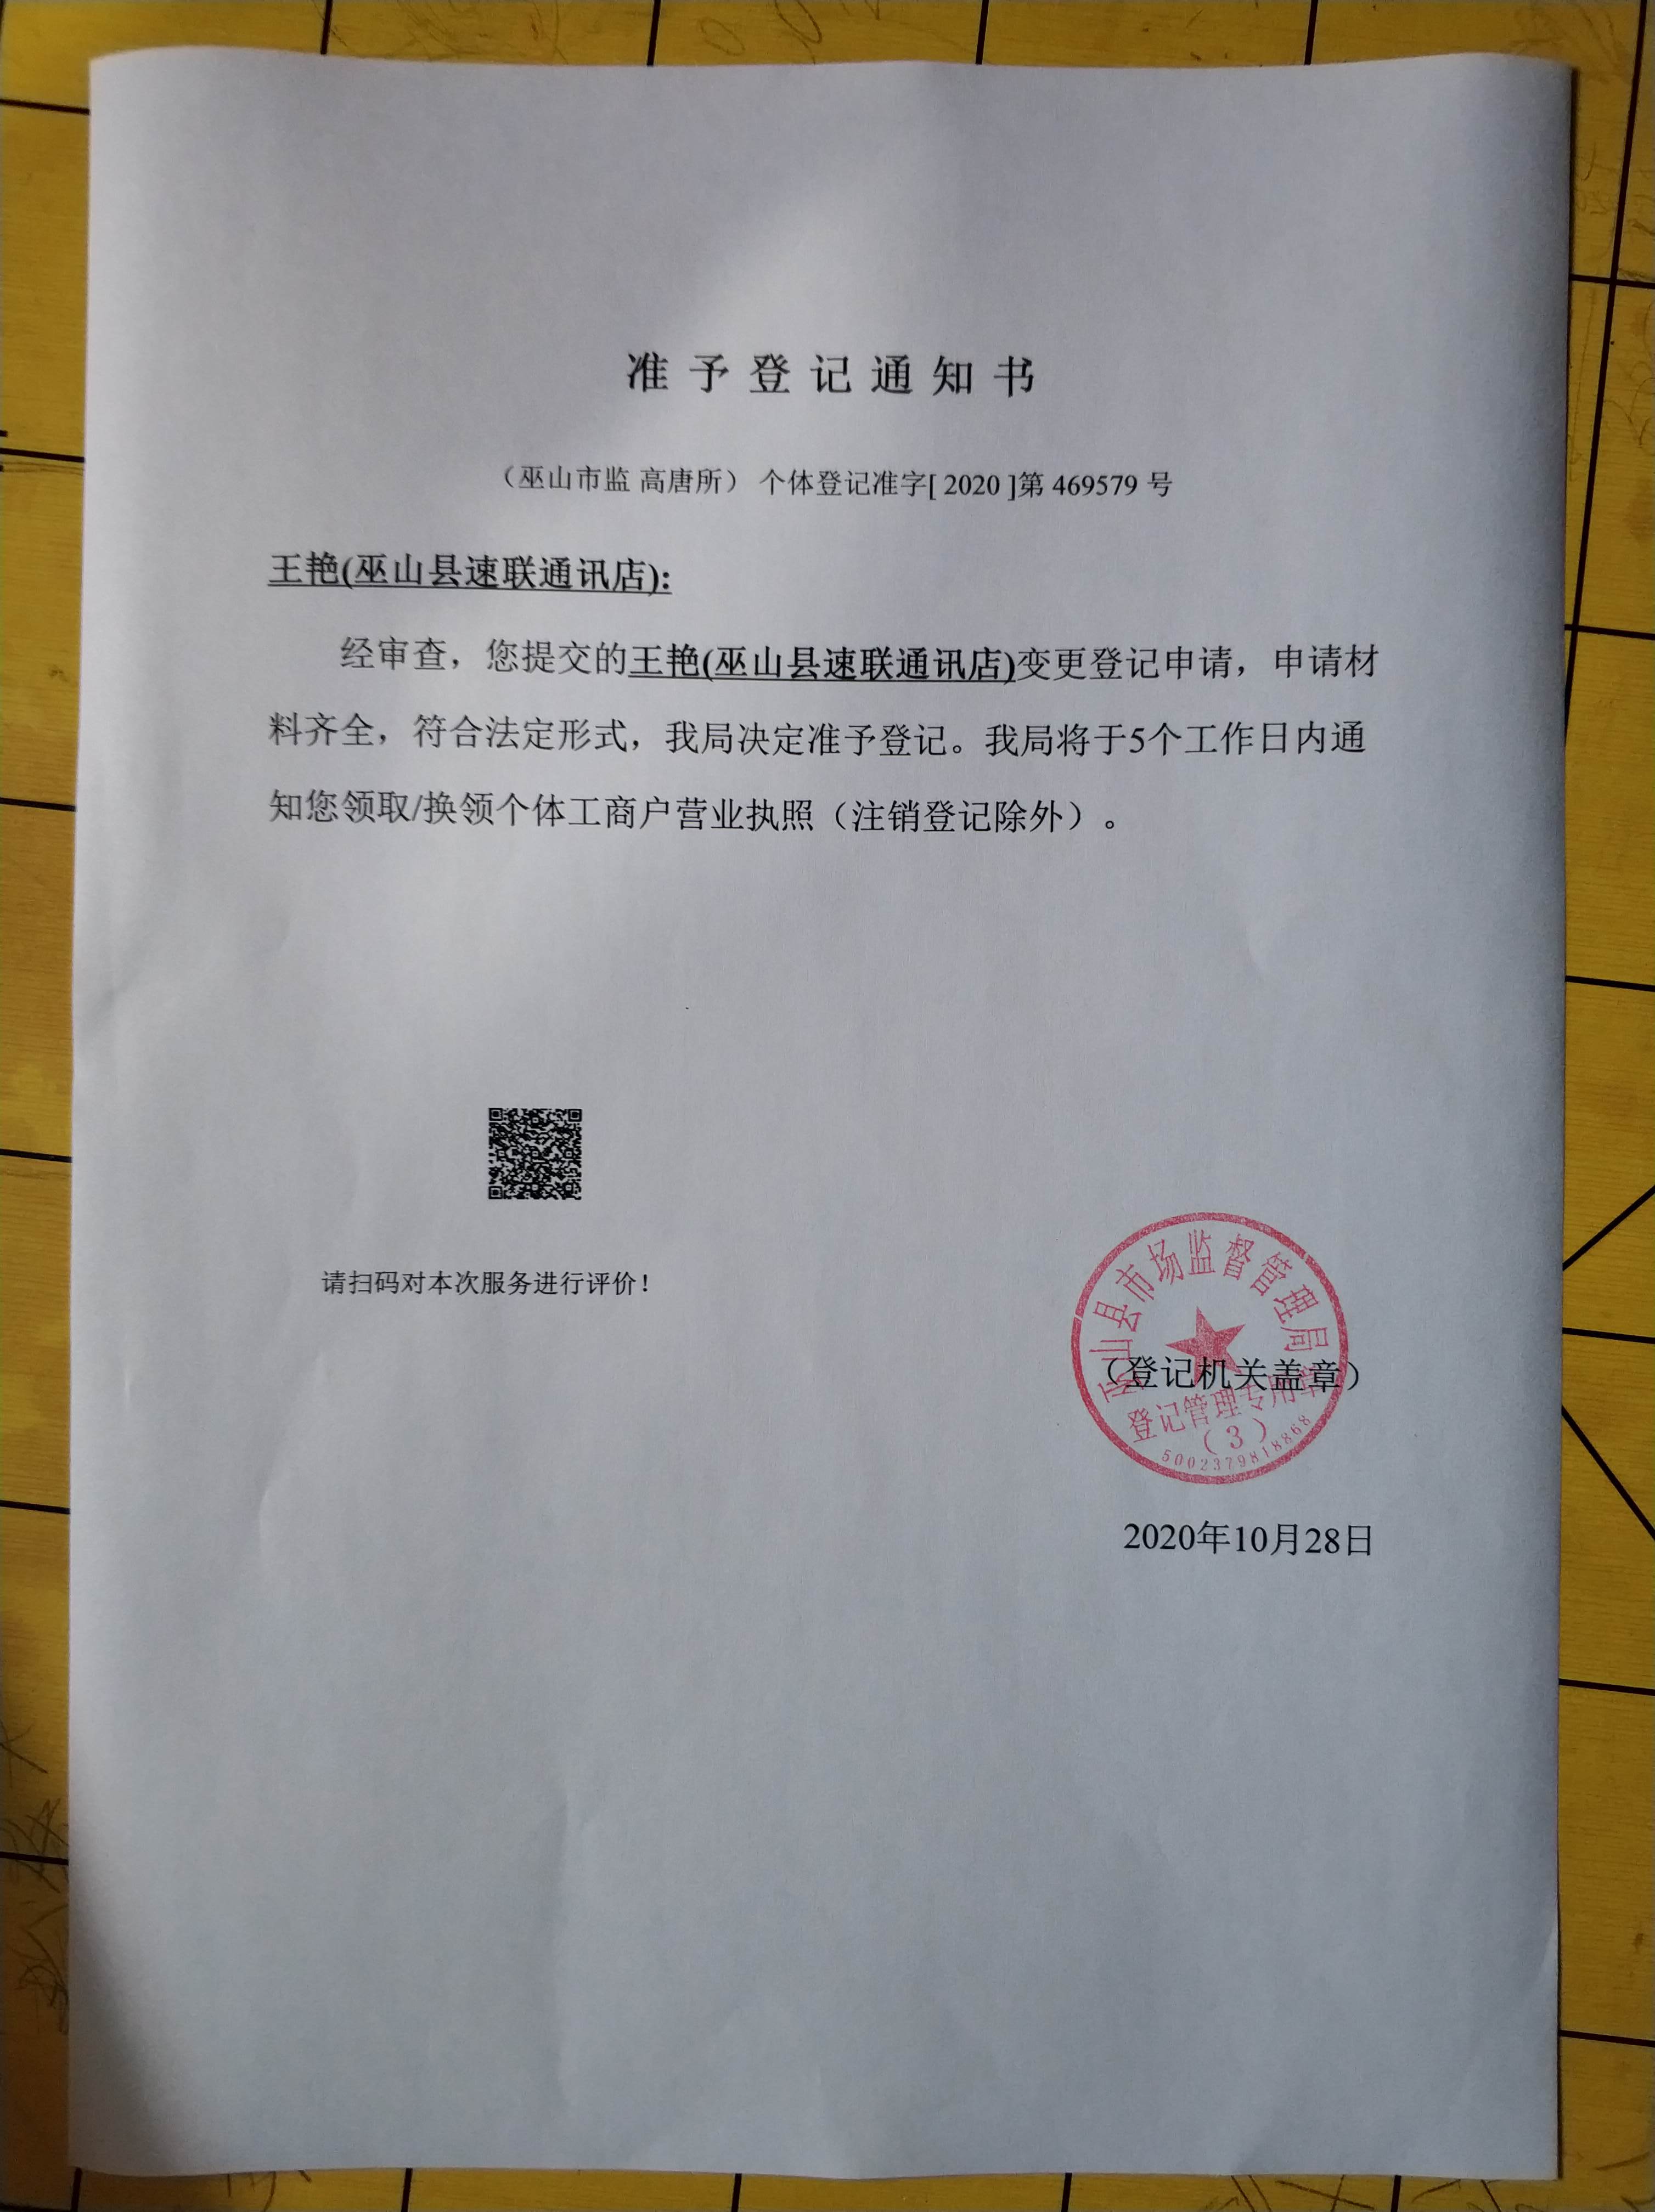 准予登记通知书
（巫山市监 高唐所） 个体登记准字[ 2020 ]第 469579 号
王艳(巫山县速联通讯店):
经审查，您提交的王艳(巫山县速联通讯店)变更登记申请，申请材
料齐全，符合法定形式，我局决定准予登记。我局将于5个工作日内通
知您领取/换领个体工商户营业执照（注销登记除外）。
请扫码对本次服务进行评价！
巫山县市场监督管理局
（登记机关盖章）
登记管理专用章
（3）
5002379818868
2020年10月28日